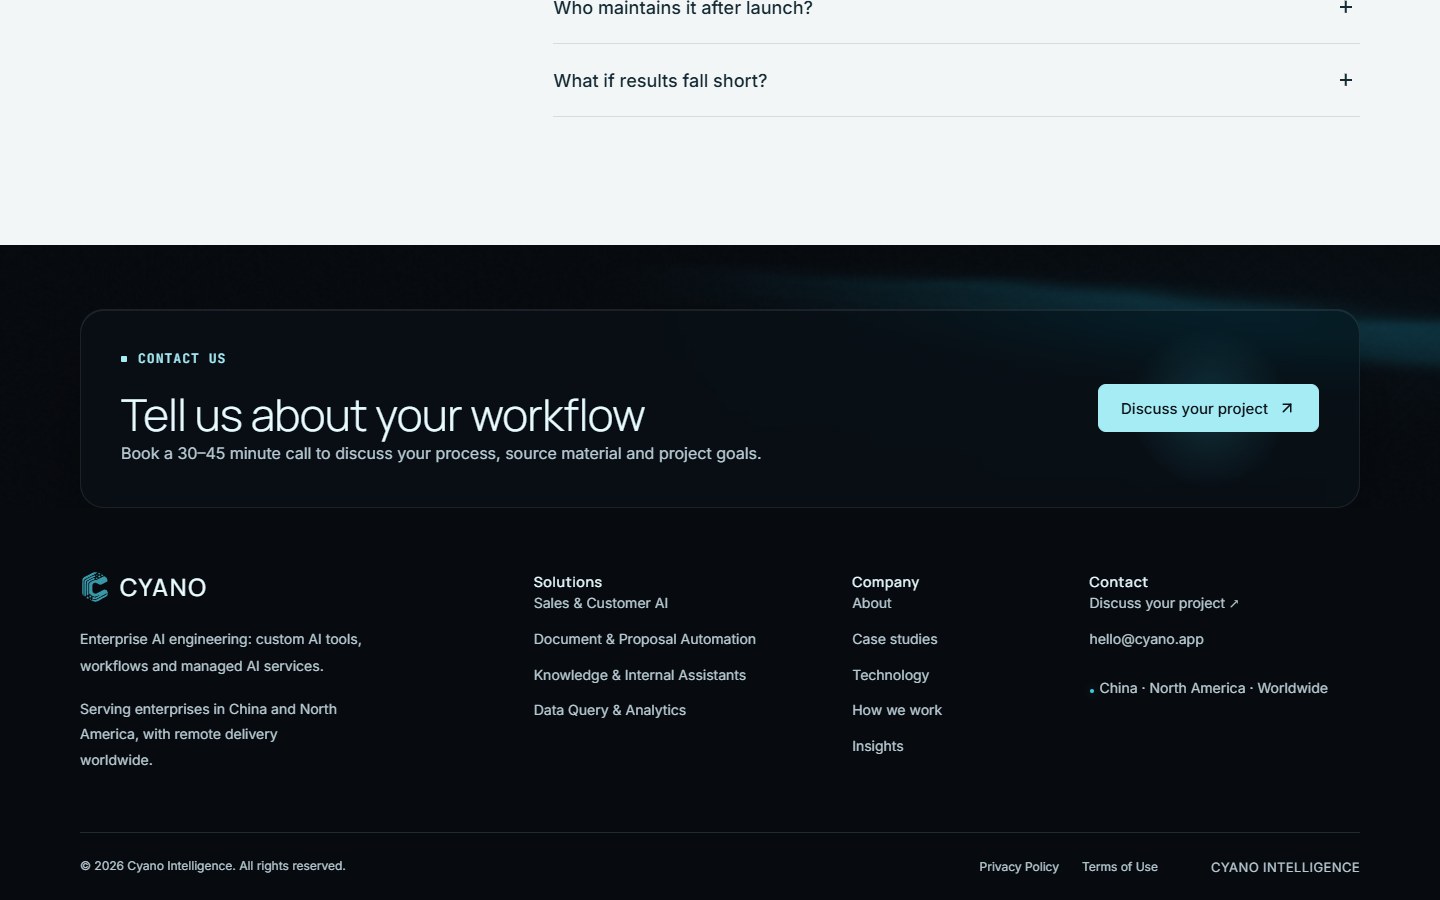 Who maintains it after launch?
+
What if results fall short?
+
CONTACT US
Tell us about your workflow
Book a 30–45 minute call to discuss your process, source material and project goals.
Discuss your project ↗
CYANO
Enterprise AI engineering: custom AI tools,
workflows and managed AI services.
Serving enterprises in China and North
America, with remote delivery
worldwide.
Solutions
Sales & Customer AI
Document & Proposal Automation
Knowledge & Internal Assistants
Data Query & Analytics
Company
About
Case studies
Technology
How we work
Insights
Contact
Discuss your project ↗
hello@cyano.app
China · North America · Worldwide
© 2026 Cyano Intelligence. All rights reserved.
Privacy Policy
Terms of Use
CYANO INTELLIGENCE